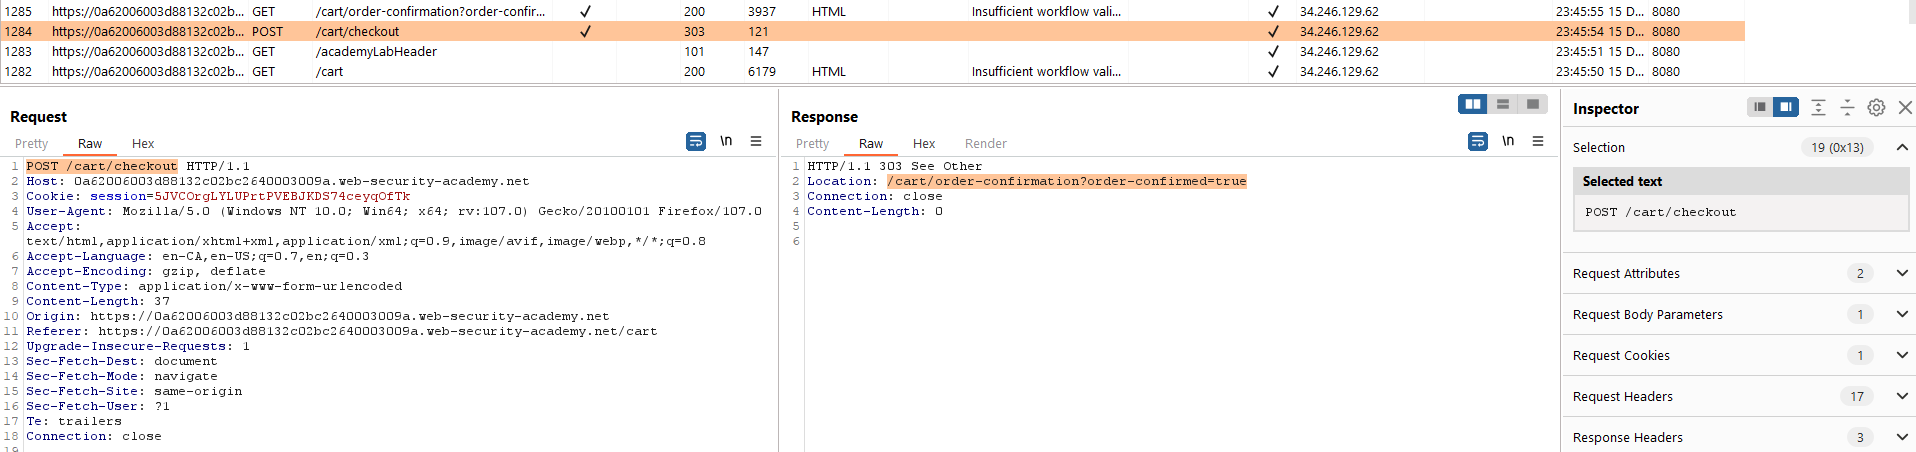 1285 https://0a62006003d88132c02b... GET /cart/order-confirmation?order-confir... ✓ 200 3937 HTML Insufficient workflow vali... ✓ 34.246.129.62 23:45:55 15 D... 8080
1284 https://0a62006003d88132c02b... POST /cart/checkout ✓ 303 121 ✓ 34.246.129.62 23:45:54 15 D... 8080
1283 https://0a62006003d88132c02b... GET /academyLabHeader 101 147 ✓ 34.246.129.62 23:45:51 15 D... 8080
1282 https://0a62006003d88132c02b... GET /cart 200 6179 HTML Insufficient workflow vali... ✓ 34.246.129.62 23:45:50 15 D... 8080
Request
Pretty Raw Hex
\n
1 POST /cart/checkout HTTP/1.1
2 Host: 0a62006003d88132c02bc2640003009a.web-security-academy.net
3 Cookie: session=5JVCOrgLYLUPrtPVEBJKDS74ceyqOfTk
4 User-Agent: Mozilla/5.0 (Windows NT 10.0; Win64; x64; rv:107.0) Gecko/20100101 Firefox/107.0
5 Accept:
text/html,application/xhtml+xml,application/xml;q=0.9,image/avif,image/webp,*/*;q=0.8
6 Accept-Language: en-CA,en-US;q=0.7,en;q=0.3
7 Accept-Encoding: gzip, deflate
8 Content-Type: application/x-www-form-urlencoded
9 Content-Length: 37
10 Origin: https://0a62006003d88132c02bc2640003009a.web-security-academy.net
11 Referer: https://0a62006003d88132c02bc2640003009a.web-security-academy.net/cart
12 Upgrade-Insecure-Requests: 1
13 Sec-Fetch-Dest: document
14 Sec-Fetch-Mode: navigate
15 Sec-Fetch-Site: same-origin
16 Sec-Fetch-User: ?1
17 Te: trailers
18 Connection: close
19
Response
Pretty Raw Hex Render
\n
1 HTTP/1.1 303 See Other
2 Location: /cart/order-confirmation?order-confirmed=true
3 Connection: close
4 Content-Length: 0
5
6
Inspector
Selection 19 (0x13)
Selected text
POST /cart/checkout
Request Attributes 2
Request Body Parameters 1
Request Cookies 1
Request Headers 17
Response Headers 3